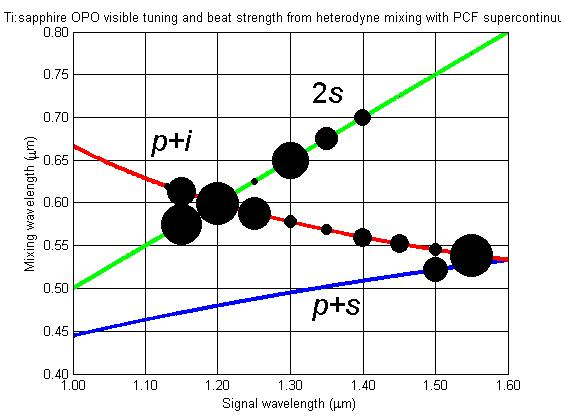 Ti:sapphire OPO visible tuning and beat strength from heterodyne mixing with PCF supercontinuu
0.80
0.75
0.70
0.65
0.60
0.55
0.50
0.45
0.40
Mixing wavelength (μm)
2s
p+i
p+s
1.00 1.10 1.20 1.30 1.40 1.50 1.60
Signal wavelength (μm)